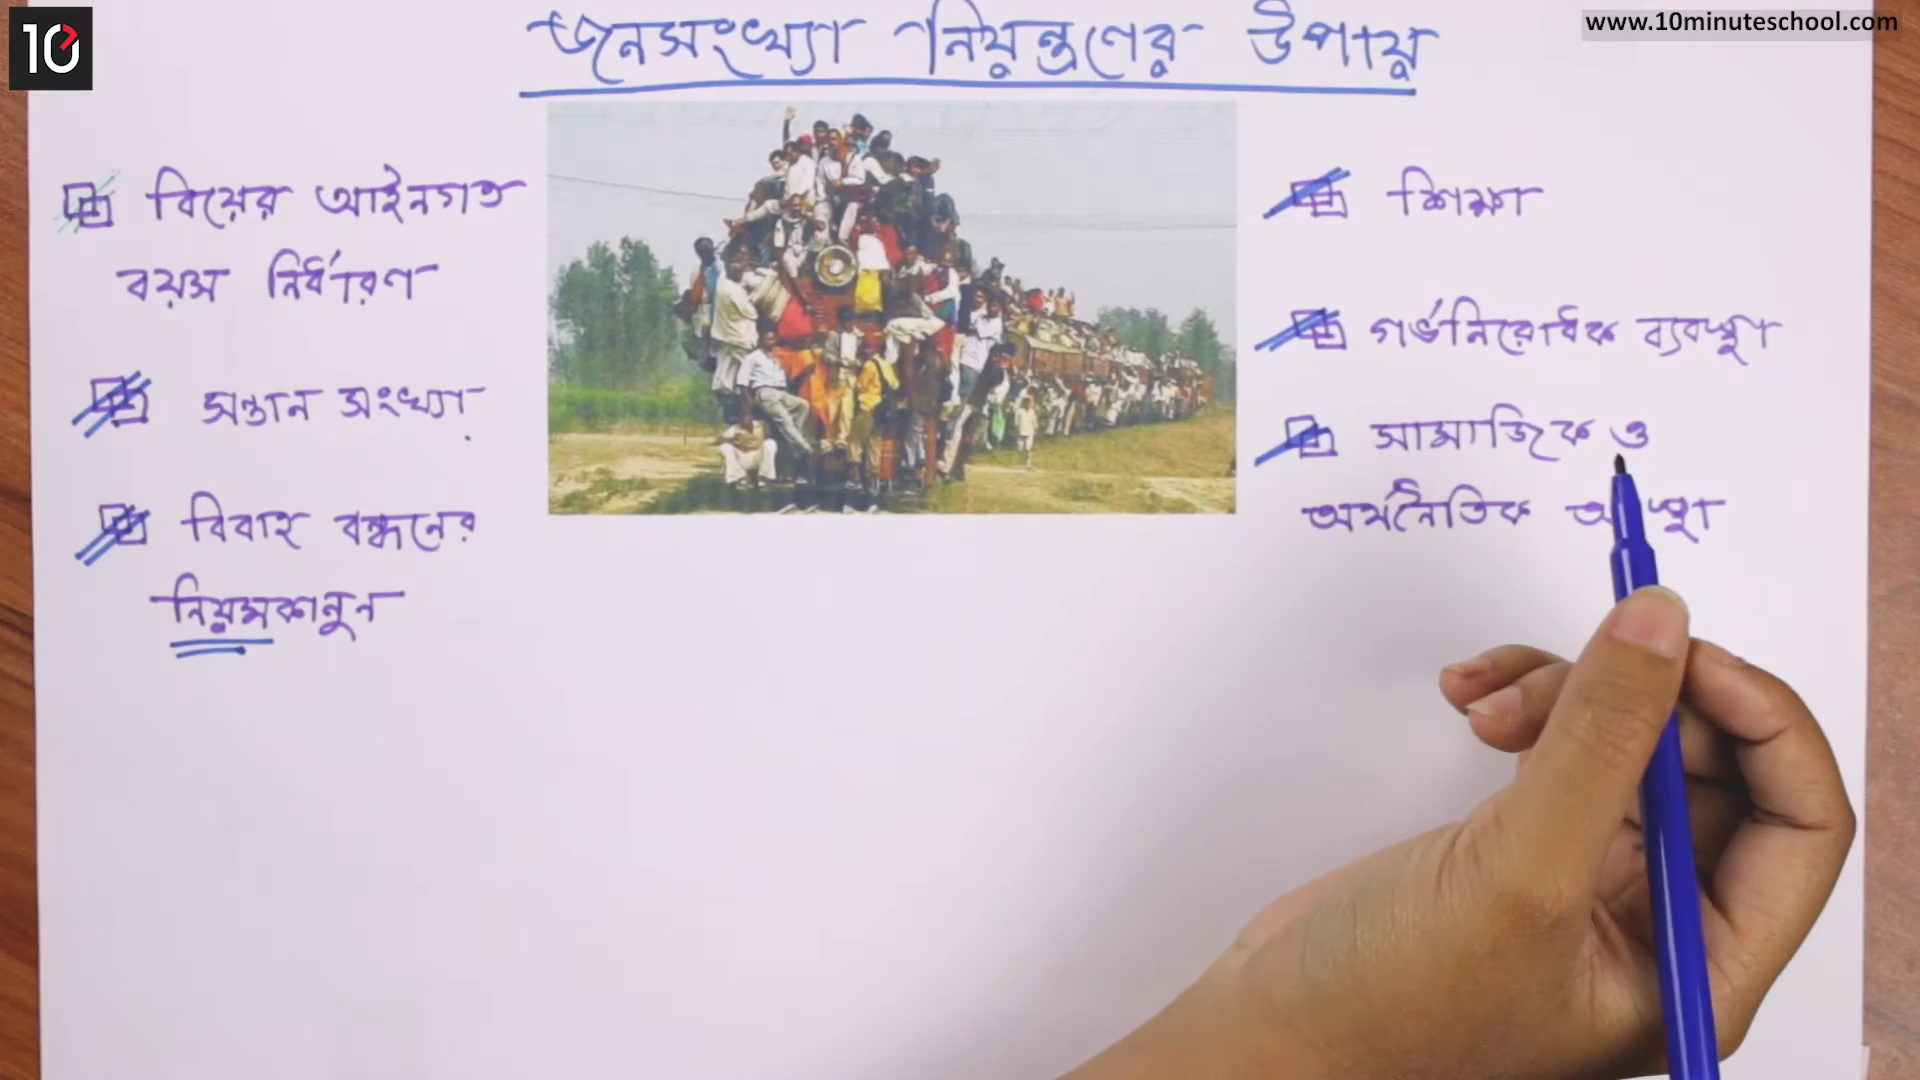 10
www.10minuteschool.com
জনসংখ্যা নিয়ন্ত্রণের উপায়
বিয়ের আইনগত
বয়স নির্ধারণ
সন্তান সংখ্যা
বিবাহ বন্ধনের
নিয়মকানুন
শিক্ষা
গর্ভনিরোধক ব্যবস্থা
সামাজিক ও
অর্থনৈতিক